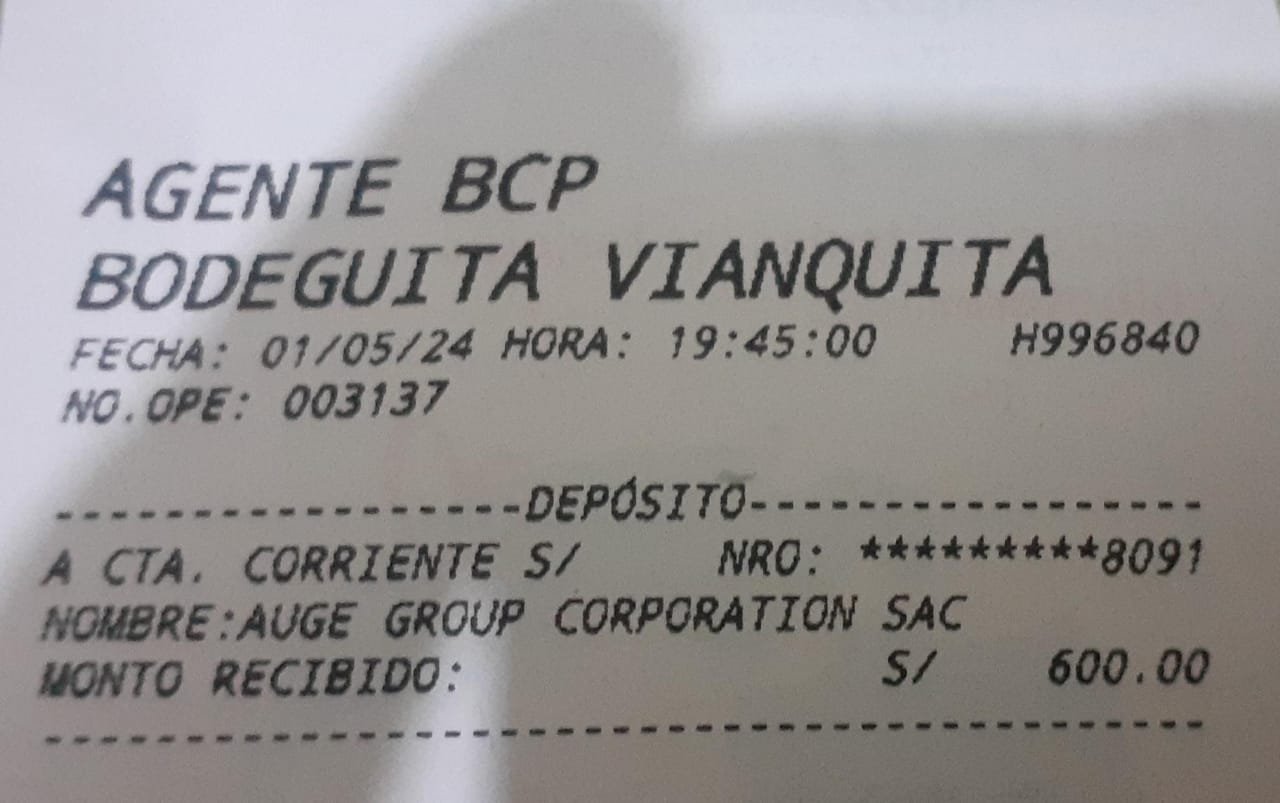 AGENTE BCP
BODEGUITA VIANQUITA
FECHA: 01/05/24 HORA: 19:45:00 H996840
NO.OPE: 003137
------------------DEPÓSITO------------------
A CTA. CORRIENTE S/ NRO: *********8091
NOMBRE:AUGE GROUP CORPORATION SAC
MONTO RECIBIDO: S/ 600.00
--------------------------------------------